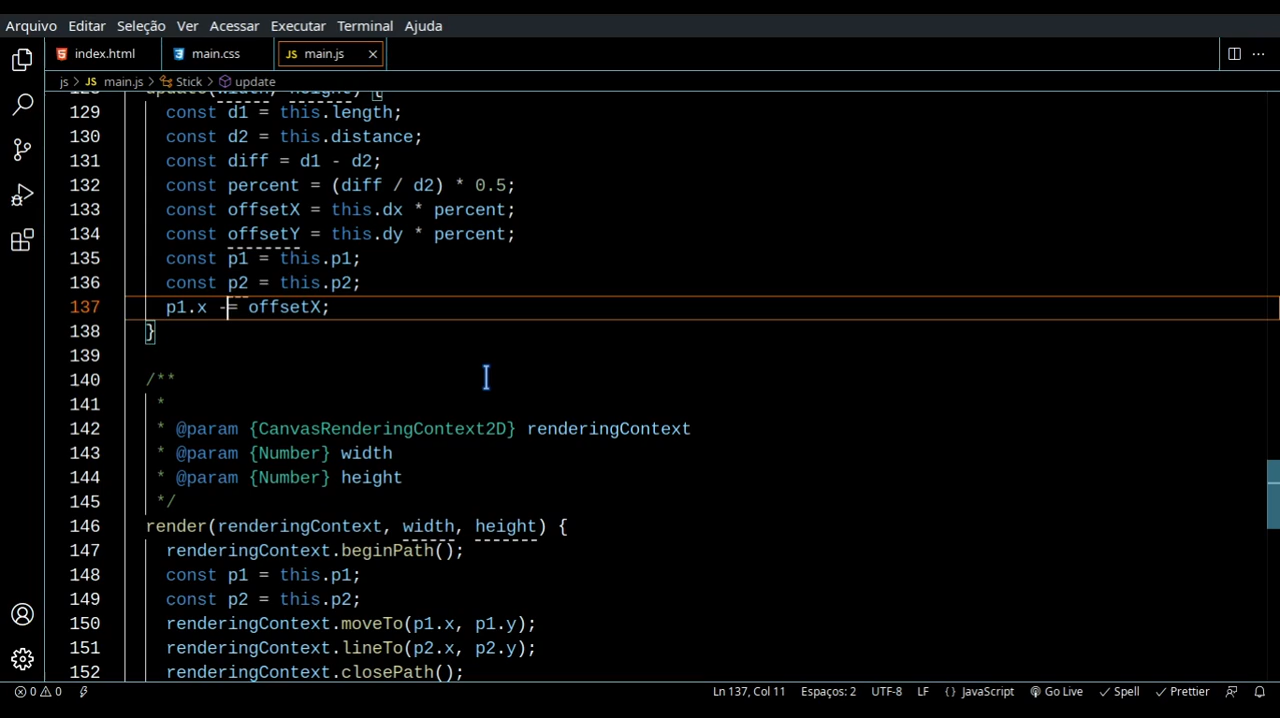 Arquivo Editar Seleção Ver Acessar Executar Terminal Ajuda
index.html main.css JS main.js
js > JS main.js > Stick > update
128 update(width, height) {
129 const d1 = this.length;
130 const d2 = this.distance;
131 const diff = d1 - d2;
132 const percent = (diff / d2) * 0.5;
133 const offsetX = this.dx * percent;
134 const offsetY = this.dy * percent;
135 const p1 = this.p1;
136 const p2 = this.p2;
137 p1.x -= offsetX;
138 }
139
140 /**
141 *
142 * @param {CanvasRenderingContext2D} renderingContext
143 * @param {Number} width
144 * @param {Number} height
145 */
146 render(renderingContext, width, height) {
147 renderingContext.beginPath();
148 const p1 = this.p1;
149 const p2 = this.p2;
150 renderingContext.moveTo(p1.x, p1.y);
151 renderingContext.lineTo(p2.x, p2.y);
152 renderingContext.closePath();
0 0 Ln 137, Col 11 Espaços: 2 UTF-8 LF {} JavaScript Go Live Spell Prettier